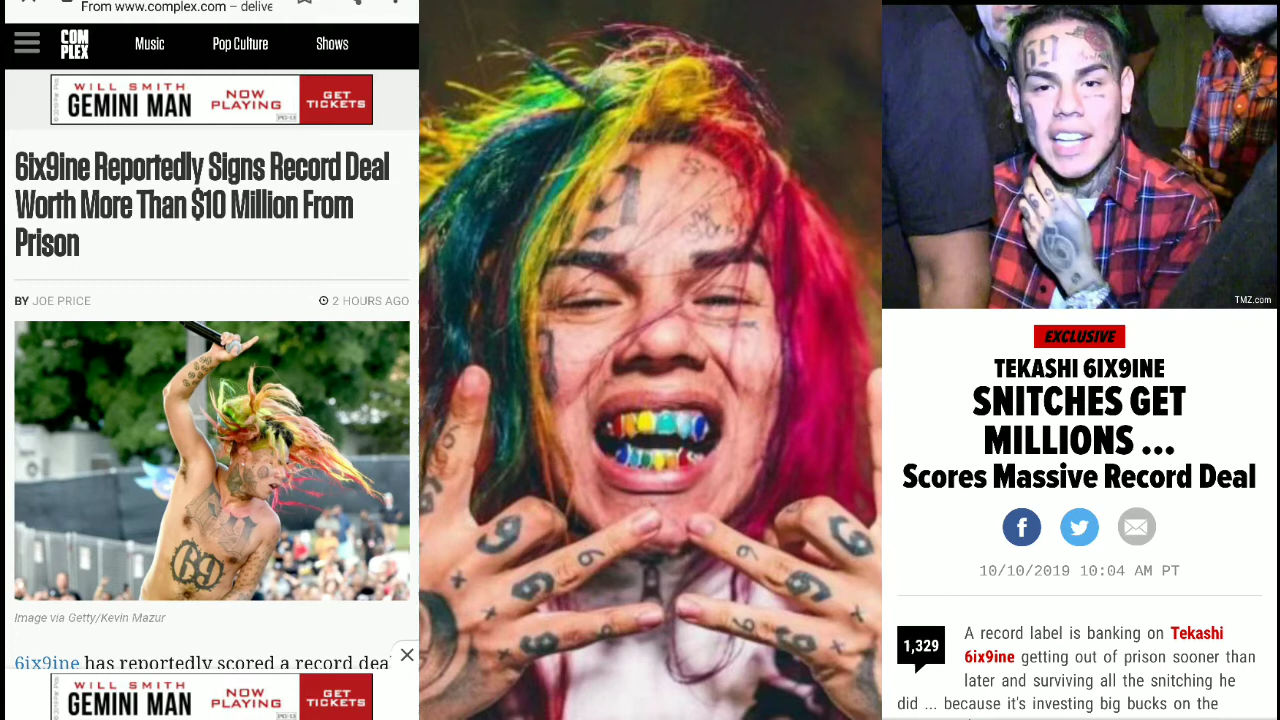 From www.complex.com – delive
COM
PLEX
Music
Pop Culture
Shows
WILL SMITH
GEMINI MAN
NOW
PLAYING
GET
TICKETS
6ix9ine Reportedly Signs Record Deal
Worth More Than $10 Million From
Prison
BY JOE PRICE
2 HOURS AGO
69
Image via Getty/Kevin Mazur
6ix9ine has reportedly scored a record deal
WILL SMITH
GEMINI MAN
NOW
PLAYING
GET
TICKETS
69
TMZ.com
EXCLUSIVE
TEKASHI 6IX9INE
SNITCHES GET
MILLIONS ...
Scores Massive Record Deal
10/10/2019 10:04 AM PT
1,329
A record label is banking on Tekashi
6ix9ine getting out of prison sooner than
later and surviving all the snitching he
did ... because it's investing big bucks on the